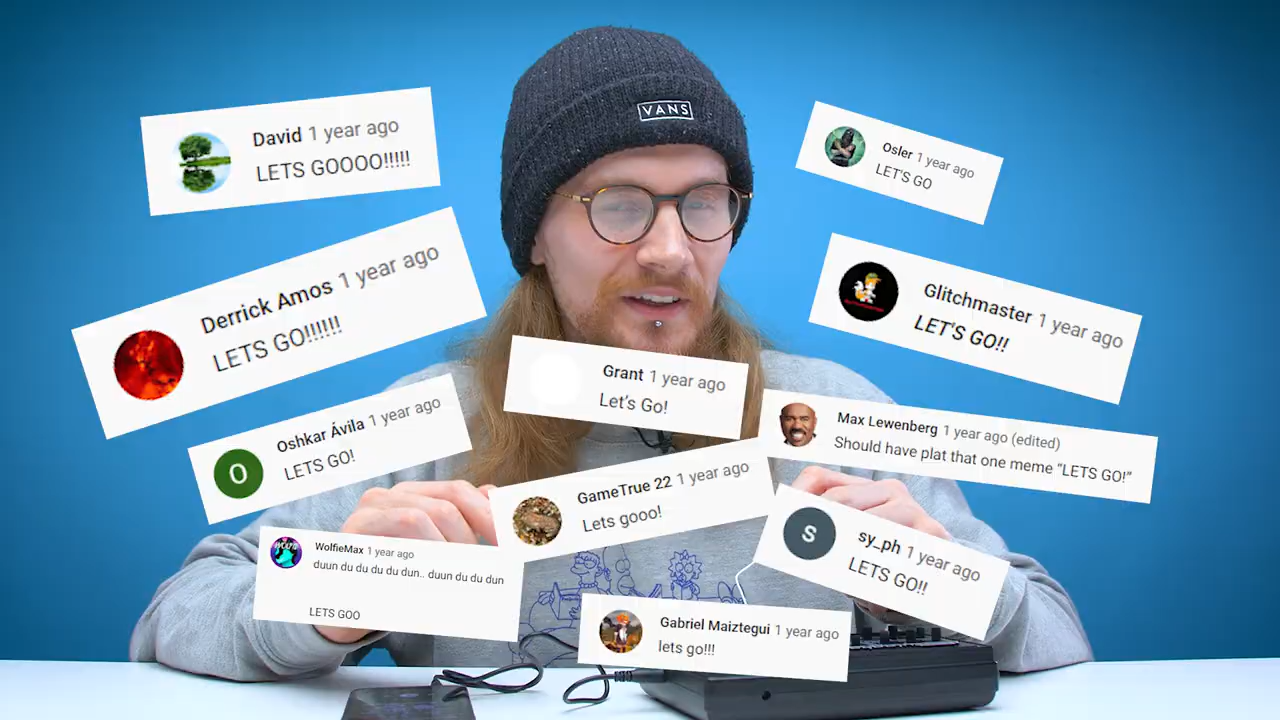 VANS
David 1 year ago
LETS GOOOO!!!!!
Osler 1 year ago
LET'S GO
Derrick Amos 1 year ago
LETS GO!!!!!!
Glitchmaster 1 year ago
LET'S GO!!
Grant 1 year ago
Let's Go!
Oshkar Ávila 1 year ago
LETS GO!
O
Max Lewenberg 1 year ago (edited)
Should have plat that one meme “LETS GO!”
GameTrue 22 1 year ago
Lets gooo!
S
sy_ph 1 year ago
LETS GO!!
WolfieMax 1 year ago
duun du du du du dun.. duun du du dun
LETS GOO
Gabriel Maiztegui 1 year ago
lets go!!!